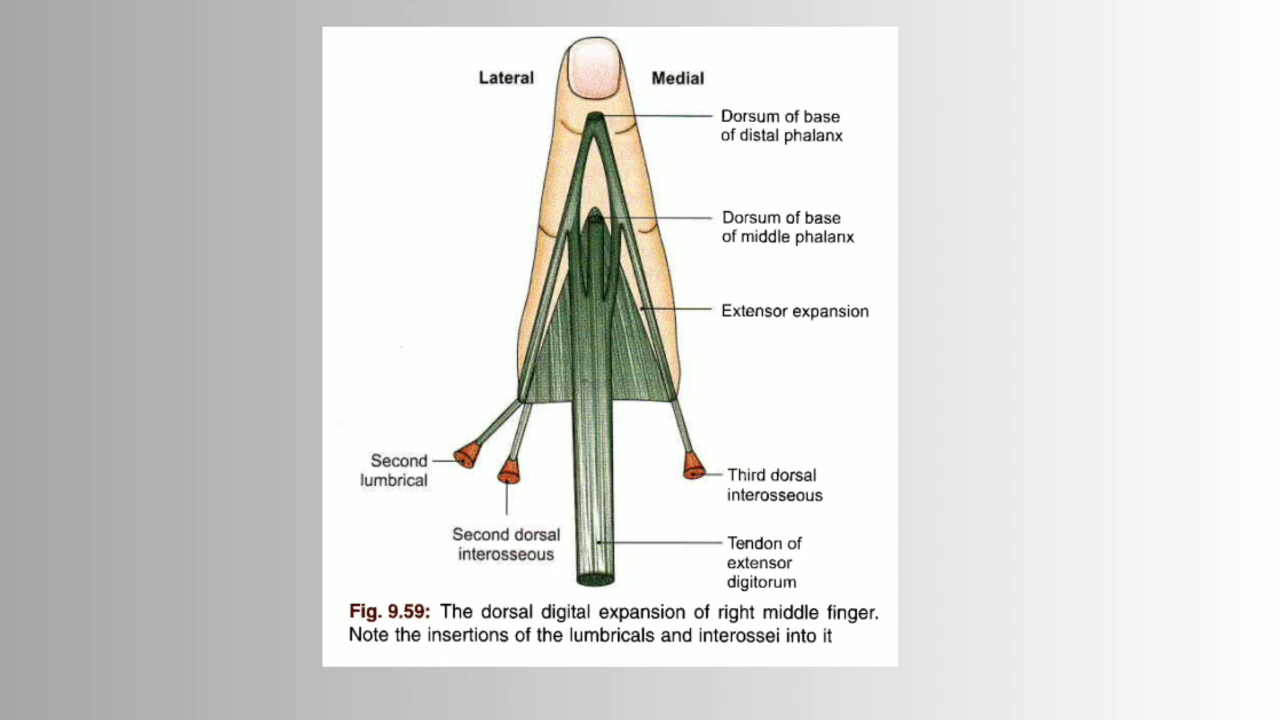 Lateral
Medial
Dorsum of base
of distal phalanx
Dorsum of base
of middle phalanx
Extensor expansion
Second
lumbrical
Third dorsal
interosseous
Second dorsal
interosseous
Tendon of
extensor
digitorum
Fig. 9.59: The dorsal digital expansion of right middle finger.
Note the insertions of the lumbricals and interossei into it